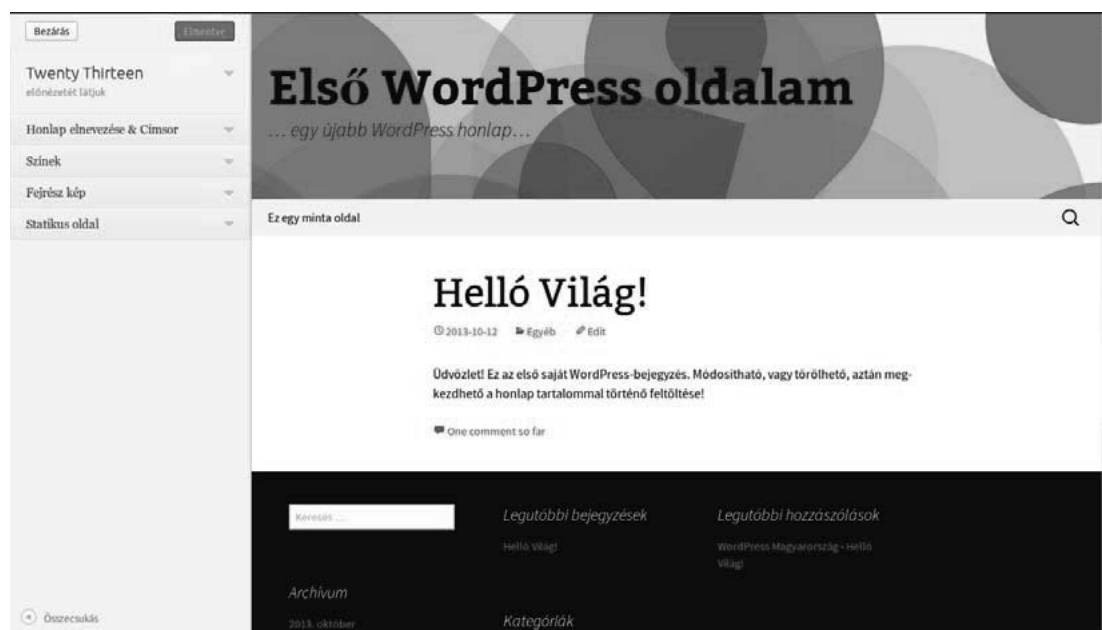 Bezárás
Elmentve
Twenty Thirteen
előnézetét látjuk
Honlap elnevezése & Címsor
Színek
Fejrész kép
Statikus oldal
Összecsukás
Első WordPress oldalam
... egy újabb WordPress honlap...
Ez egy minta oldal
Helló Világ!
2013-10-12 Egyéb Edit
Üdvözlet! Ez az első saját WordPress-bejegyzés. Módosítható, vagy törölhető, aztán meg-
kezdhető a honlap tartalommal történő feltöltése!
One comment so far
Keresés ...
Archívum
2013. október
Legutóbbi bejegyzések
Helló Világ!
Kategóriák
Legutóbbi hozzászólások
WordPress Magyarország - Helló
Világ!